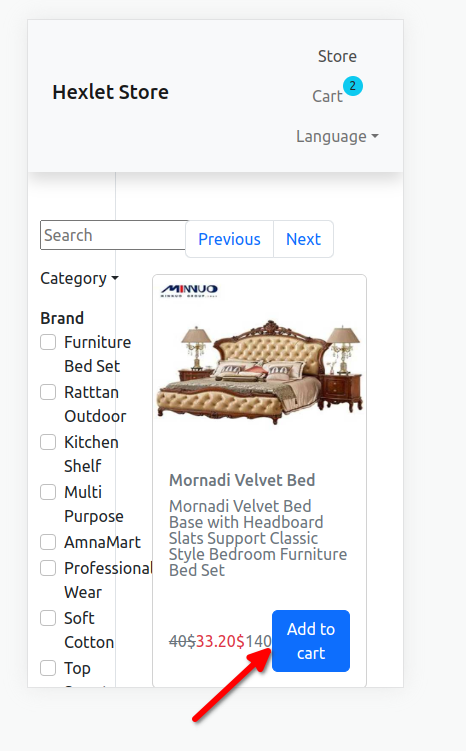 Store
Hexlet Store
Cart 2
Language
Search
Previous Next
Category
Brand
Furniture
Bed Set
Ratttan
Outdoor
Kitchen
Shelf
Multi
Purpose
AmnaMart
Professional
Wear
Soft
Cotton
Top
MINNUO
MINNUO GROUP
Mornadi Velvet Bed
Mornadi Velvet Bed
Base with Headboard
Slats Support Classic
Style Bedroom Furniture
Bed Set
40$33.20$140
Add to
cart